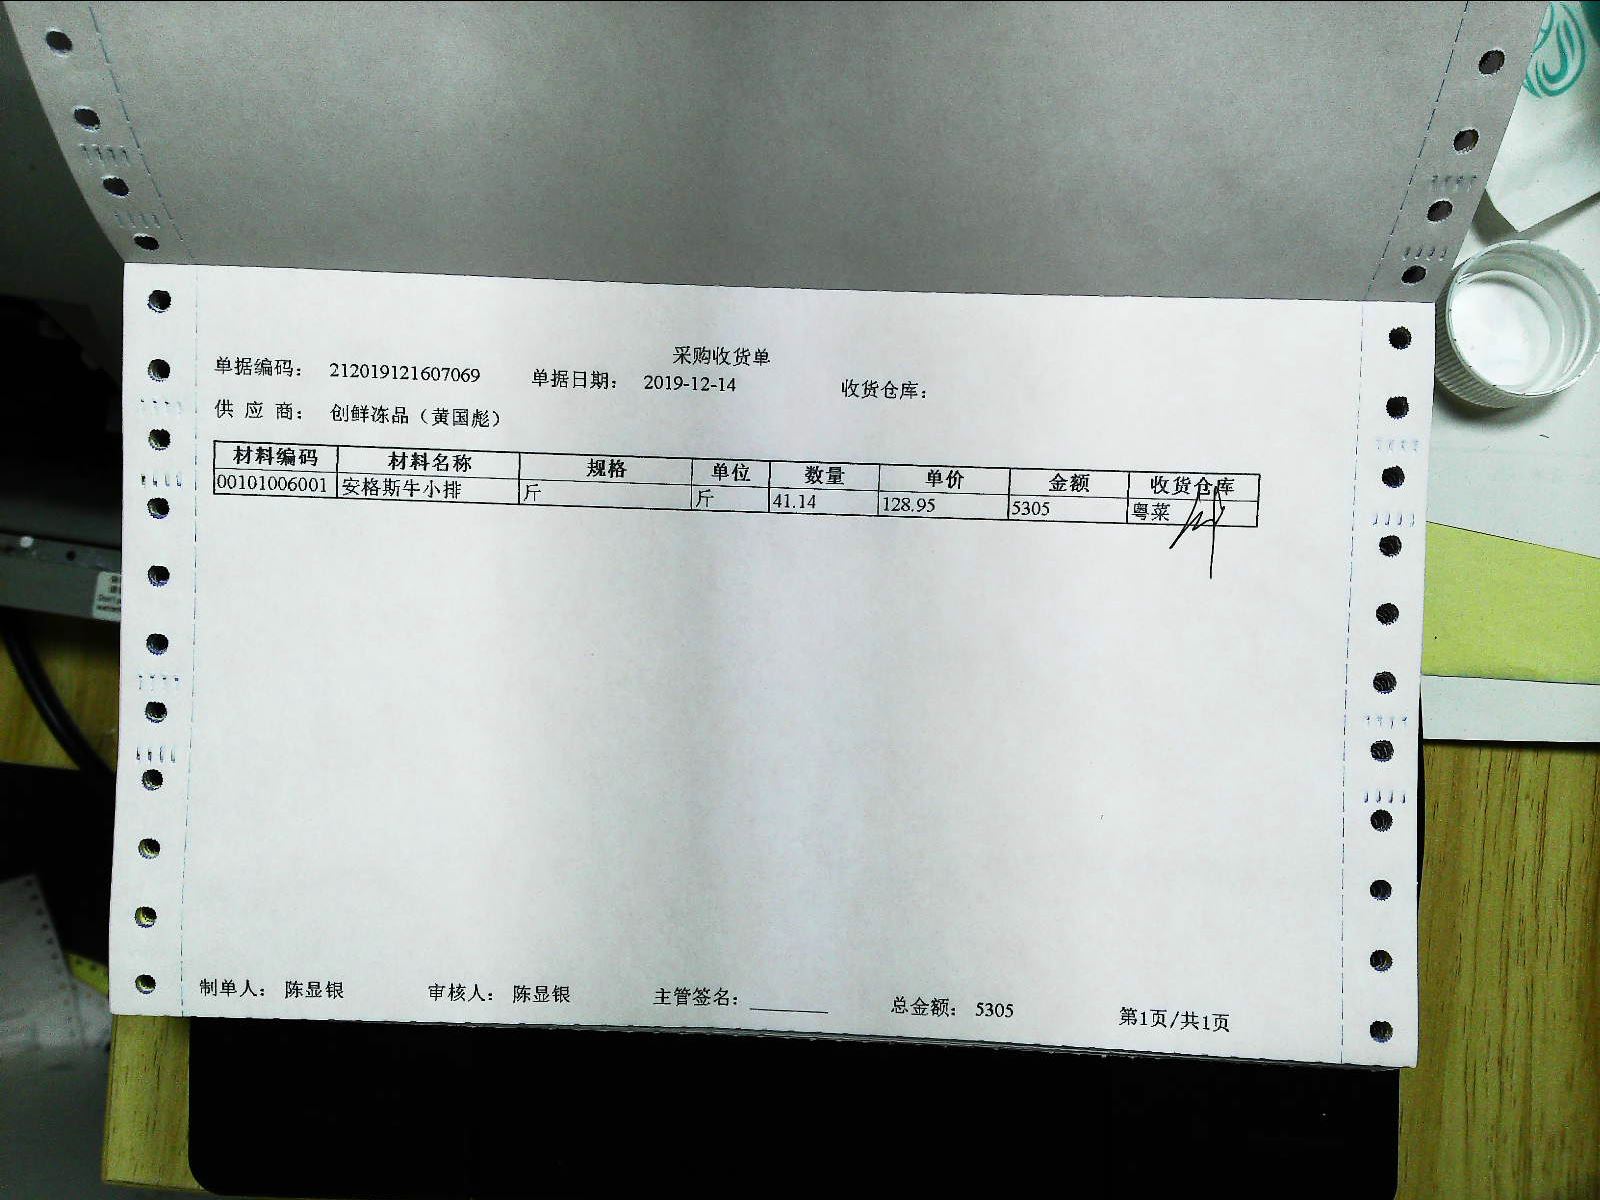 采购收货单
单据编码： 212019121607069 单据日期： 2019-12-14 收货仓库：
供 应 商： 创鲜冻品（黄国彪）
材料编码 材料名称 规格 单位 数量 单价 金额 收货仓库
00101006001 安格斯牛小排 斤 斤 41.14 128.95 5305 粤菜
制单人： 陈显银 审核人： 陈显银 主管签名： 总金额： 5305 第1页/共1页